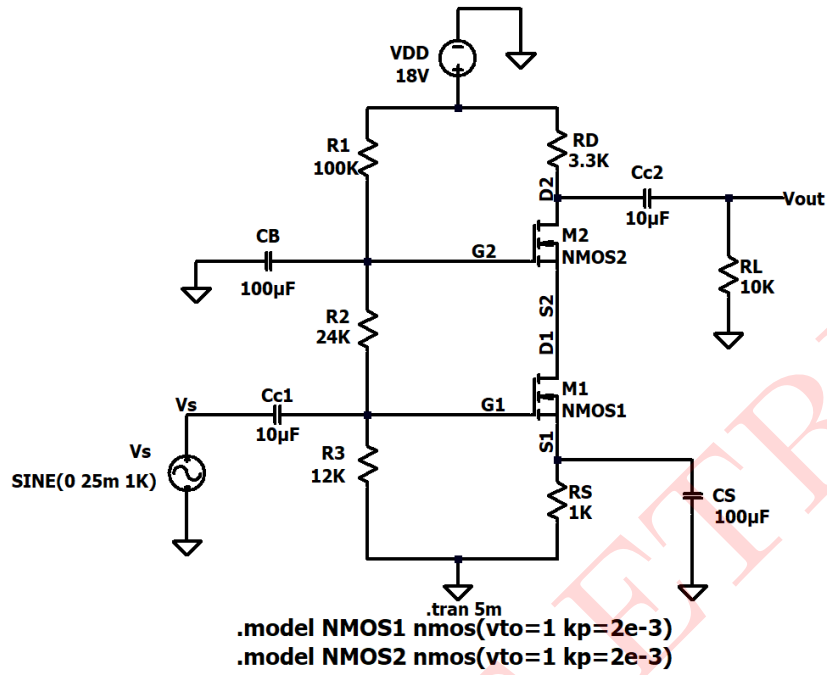 VDD
18V
R1
100K
RD
3.3K
D2
Cc2
10µF
Vout
CB
100µF
G2
M2
NMOS2
RL
10K
R2
24K
S2
D1
Vs
Cc1
10µF
G1
M1
NMOS1
Vs
SINE(0 25m 1K)
R3
12K
S1
RS
1K
CS
100µF
.tran 5m
.model NMOS1 nmos(vto=1 kp=2e-3)
.model NMOS2 nmos(vto=1 kp=2e-3)